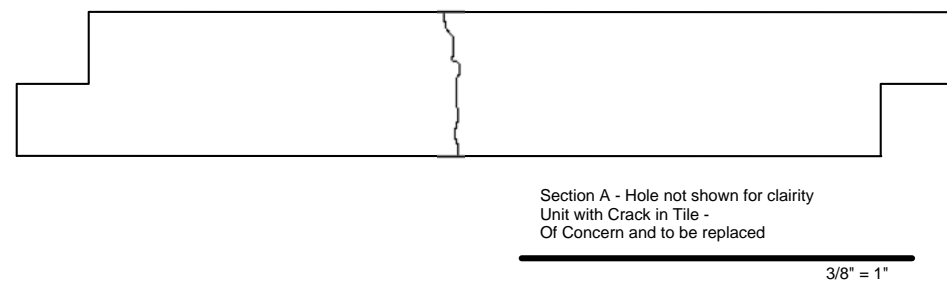 Section A - Hole not shown for clairity
Unit with Crack in Tile -
Of Concern and to be replaced
3/8" = 1"